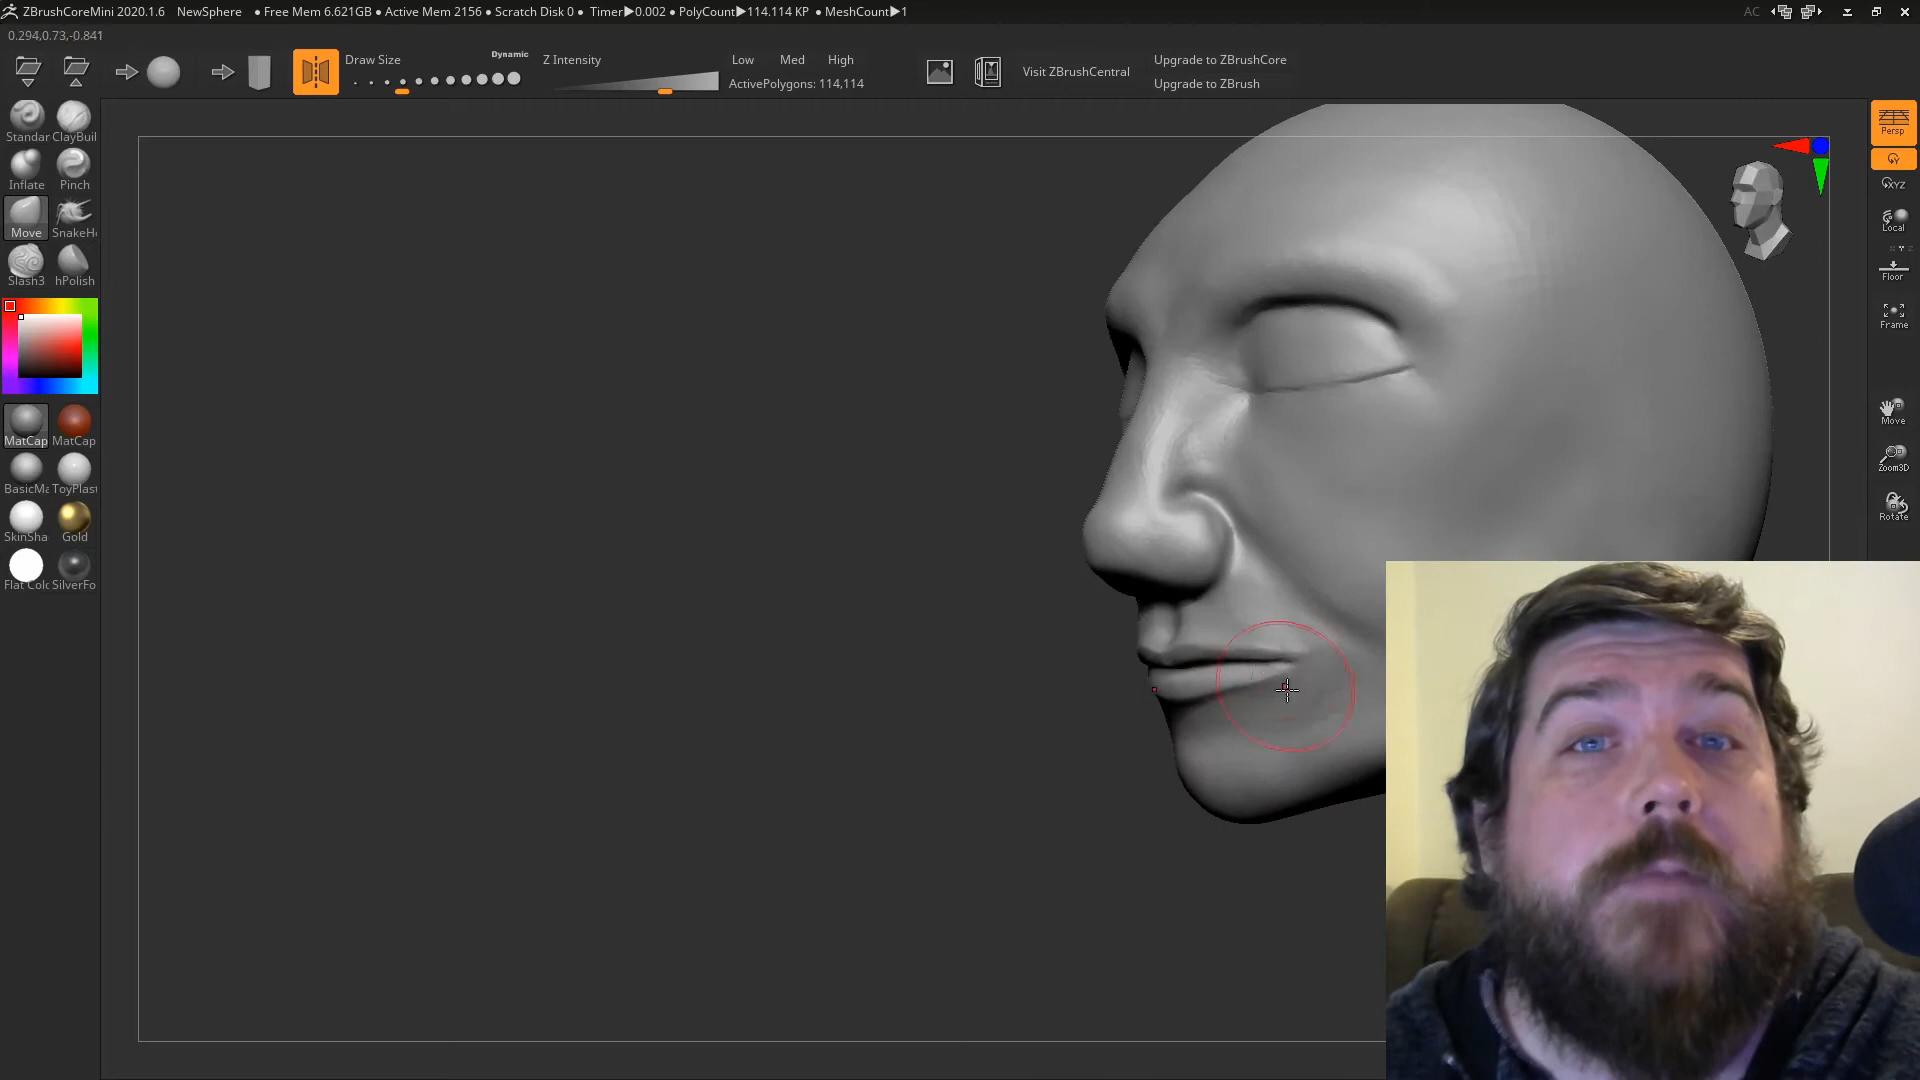 ZBrushCoreMini 2020.1.6 NewSphere ● Free Mem 6.621GB ● Active Mem 2156 ● Scratch Disk 0 ● Timer▶0.002 ● PolyCount▶114.114 KP ● MeshCount▶1
AC
0.294,0.73,-0.841
Draw Size
Dynamic
Z Intensity
Low Med High
ActivePolygons: 114,114
Visit ZBrushCentral
Upgrade to ZBrushCore
Upgrade to ZBrush
Standar ClayBuil
Inflate Pinch
Move SnakeH
Slash3 hPolish
MatCap MatCap
BasicMa ToyPlast
SkinSha Gold
Flat Colo SilverFo
Persp
Y
XYZ
Local
Floor
Frame
Move
Zoom3D
Rotate